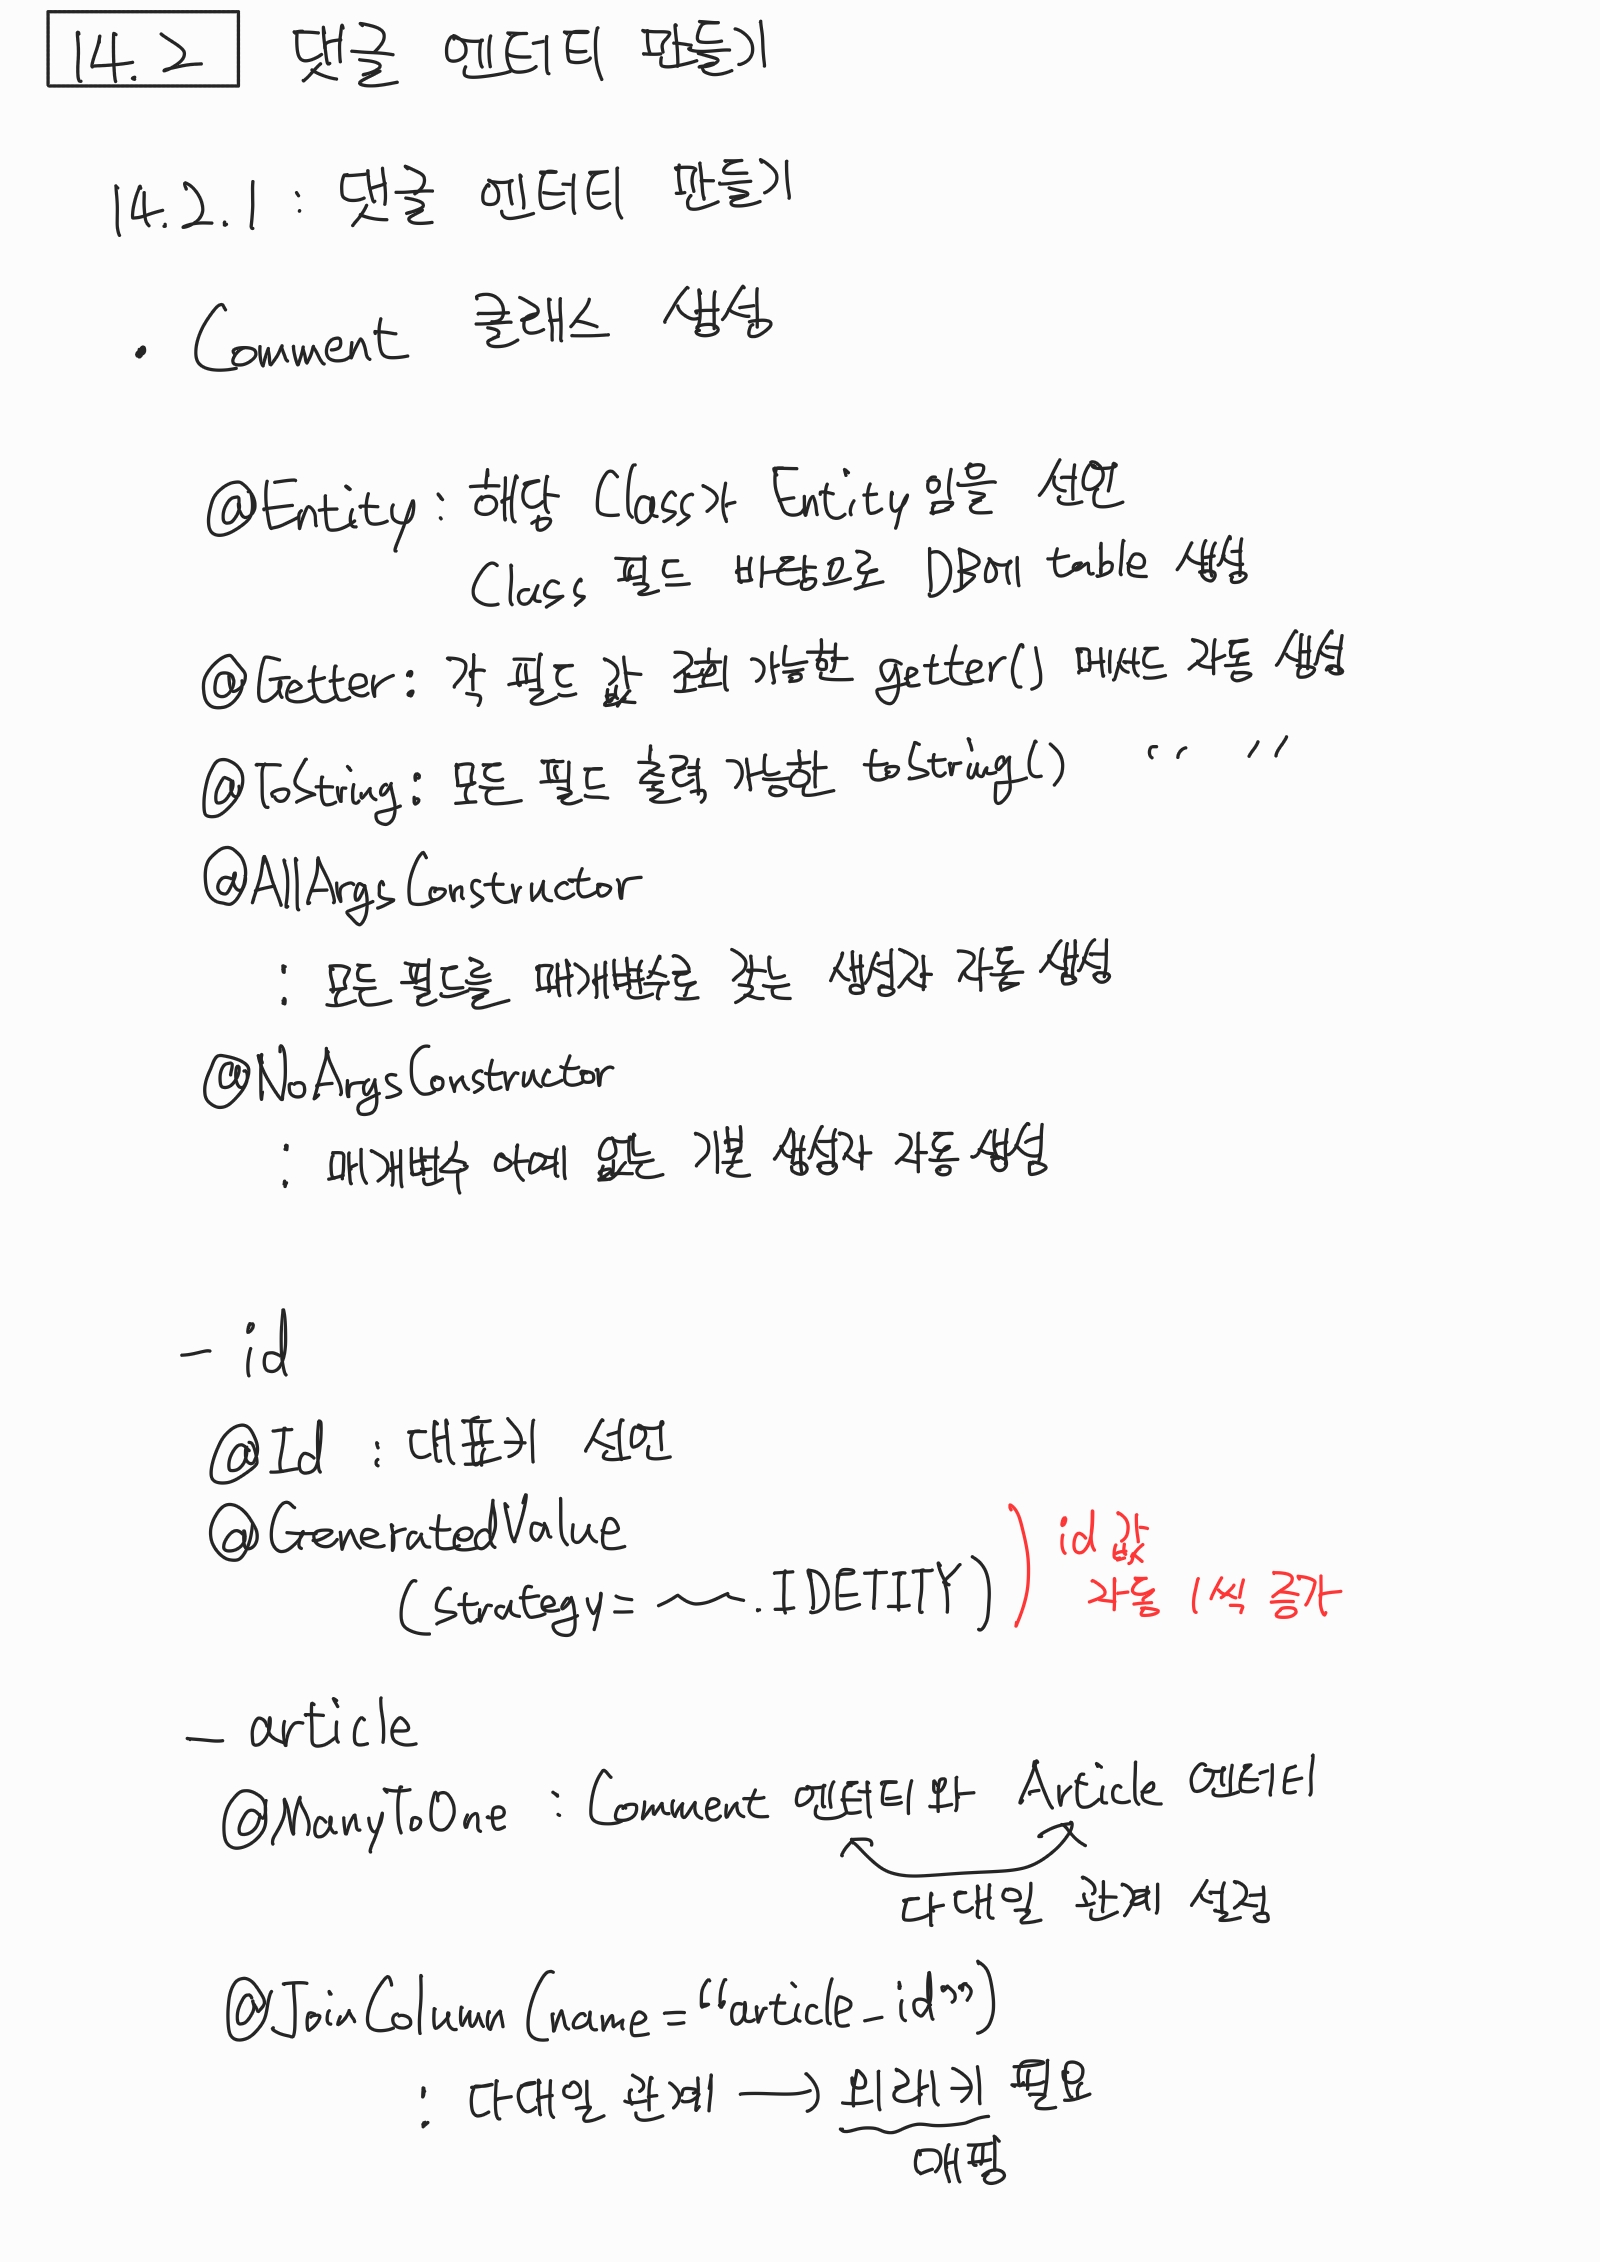 14.2 댓글 엔터티 만들기
14.2.1 : 댓글 엔터티 만들기
· Comment 클래스 생성
@Entity : 해당 Class가 Entity임을 선언
Class 필드 바탕으로 DB에 table 생성
@Getter : 각 필드 값 조회 가능한 getter() 메서드 자동 생성
@ToString : 모든 필드 출력 가능한 toString() “ ”
@AllArgsConstructor
: 모든 필드를 매개변수로 갖는 생성자 자동 생성
@NoArgsConstructor
: 매개변수 아예 없는 기본 생성자 자동 생성
- id
@Id : 대표키 선언
@GeneratedValue
(strategy = ~.IDETITY)
id 값
자동 1씩 증가
- article
@ManyToOne : Comment 엔터티와 Article 엔티티
다대일 관계 설정
@JoinColumn (name = “article_id”)
: 다대일 관계 → 외래키 필요
매핑